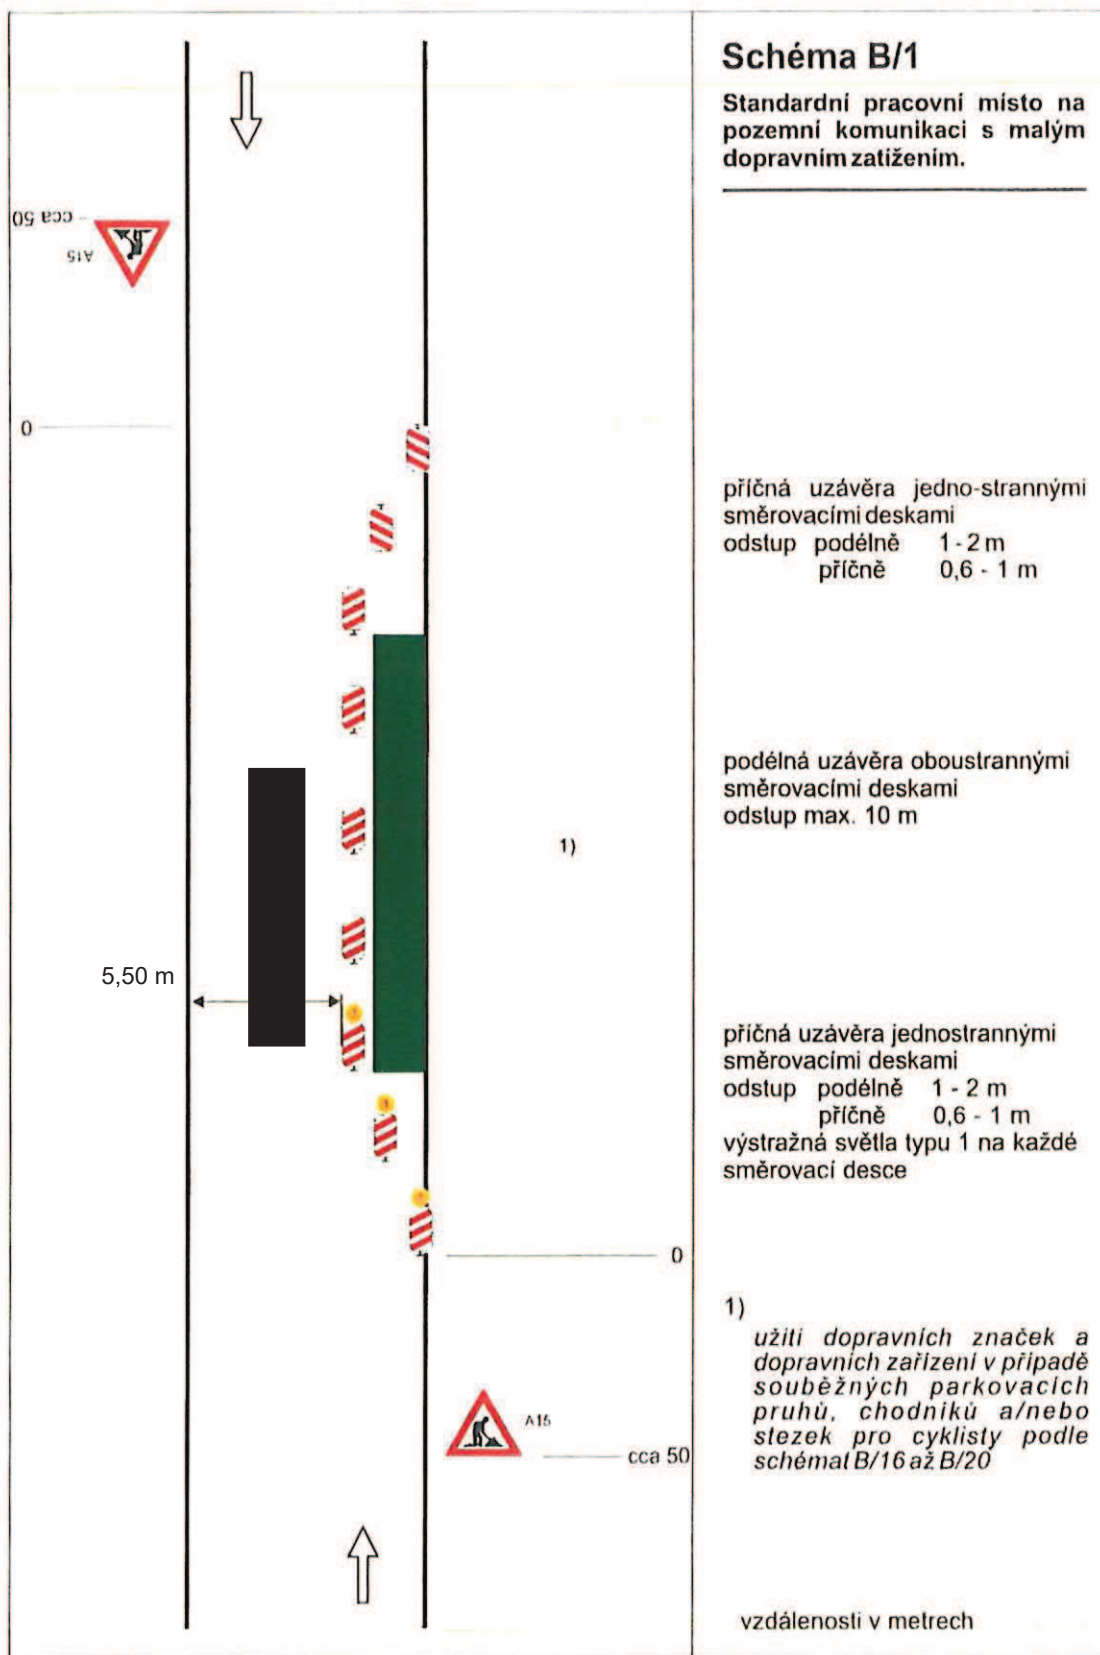 Schéma B/1
Standardní pracovní místo na
pozemní komunikaci s malým
dopravním zatížením.
cca 50
A15
0
příčná uzávěra jedno-strannými
směrovacími deskami
odstup podélně 1 - 2 m
příčně 0,6 - 1 m
podélná uzávěra oboustrannými
směrovacími deskami
odstup max. 10 m
1)
5,50 m
příčná uzávěra jednostrannými
směrovacími deskami
odstup podélně 1 - 2 m
příčně 0,6 - 1 m
výstražná světla typu 1 na každé
směrovací desce
0
1)
užití dopravních značek a
dopravních zařízení v případě
souběžných parkovacích
pruhů, chodníků a/nebo
stezek pro cyklisty podle
schémat B/16 až B/20
A15
cca 50
vzdálenosti v metrech